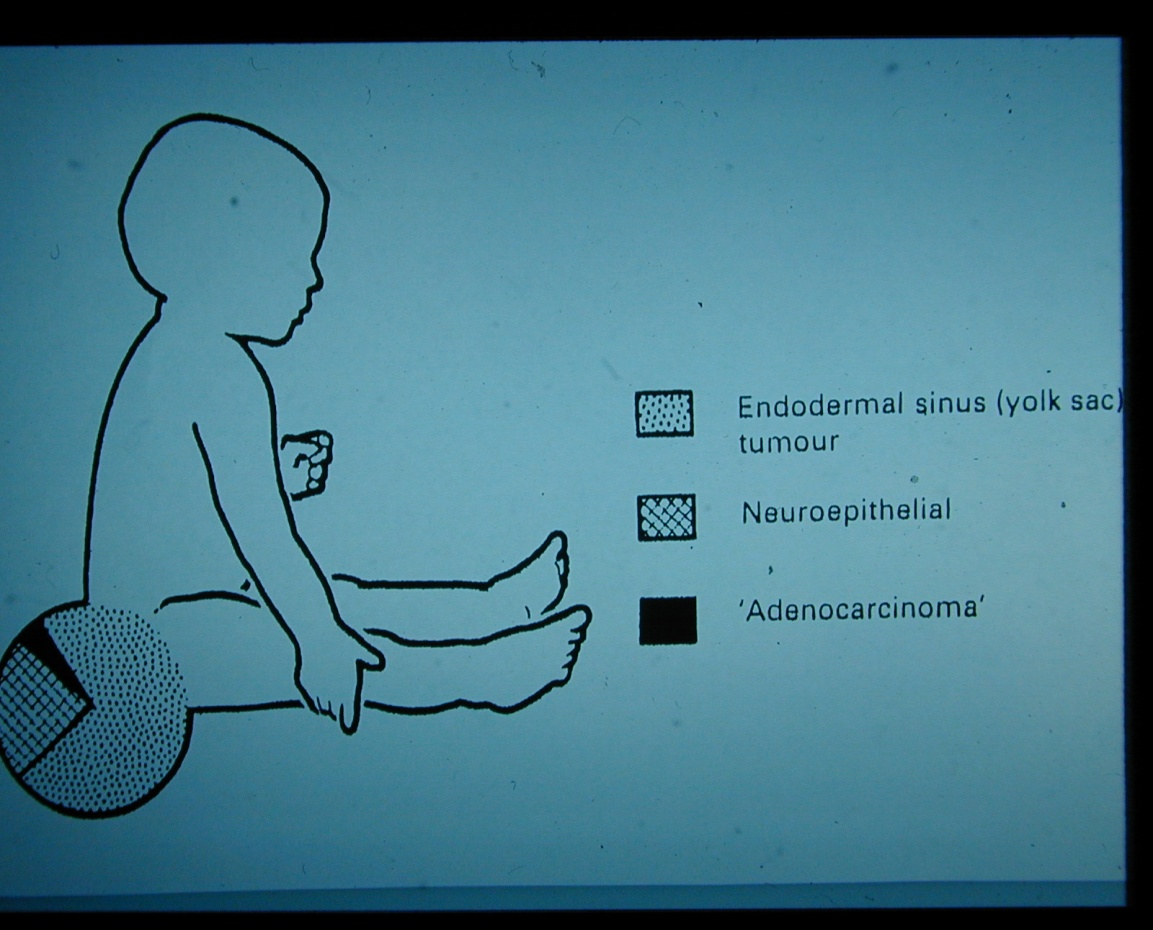 Endodermal sinus (yolk sac)
tumour
Neuroepithelial
'Adenocarcinoma'